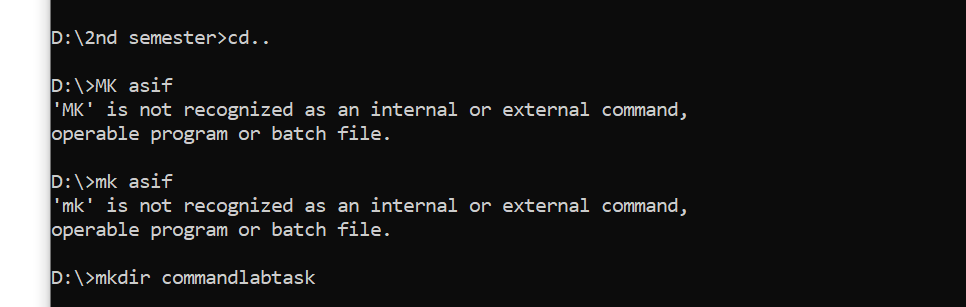 D:\2nd semester>cd..
D:\>MK asif
'MK' is not recognized as an internal or external command,
operable program or batch file.
D:\>mk asif
'mk' is not recognized as an internal or external command,
operable program or batch file.
D:\>mkdir commandlabtask